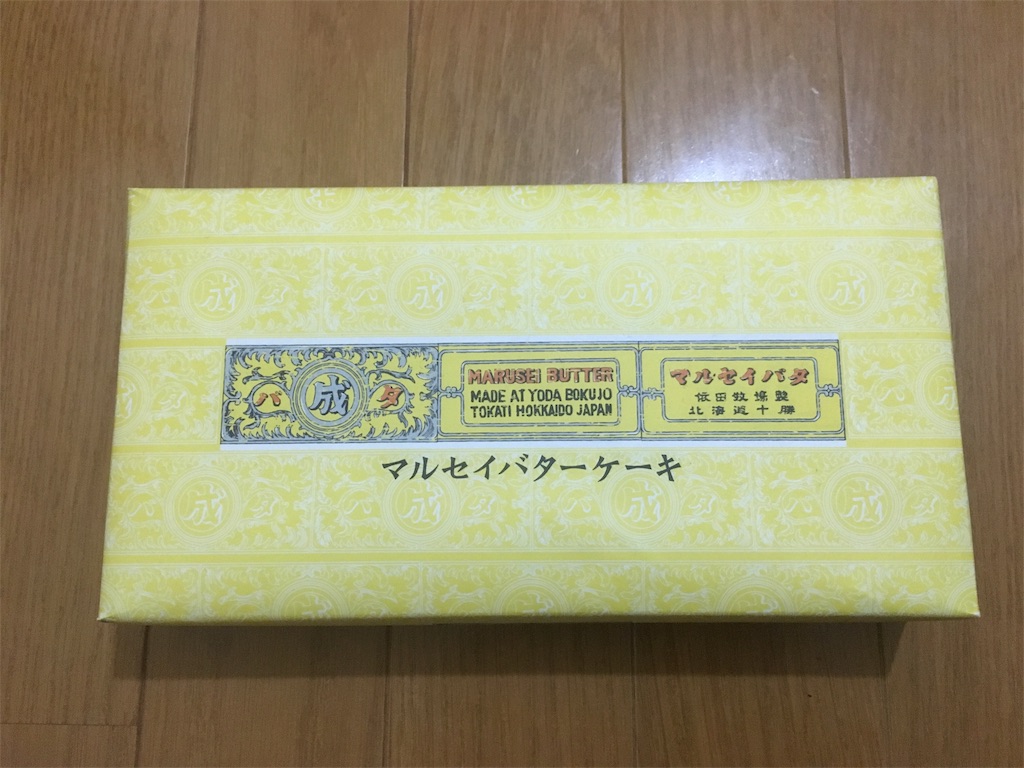 バ 成 タ
MARUSEI BUTTER
MADE AT YODA BOKUJO
TOKATI HOKKAIDO JAPAN
マルセイバタ
依田牧場製
北海道十勝
マルセイバターケーキ